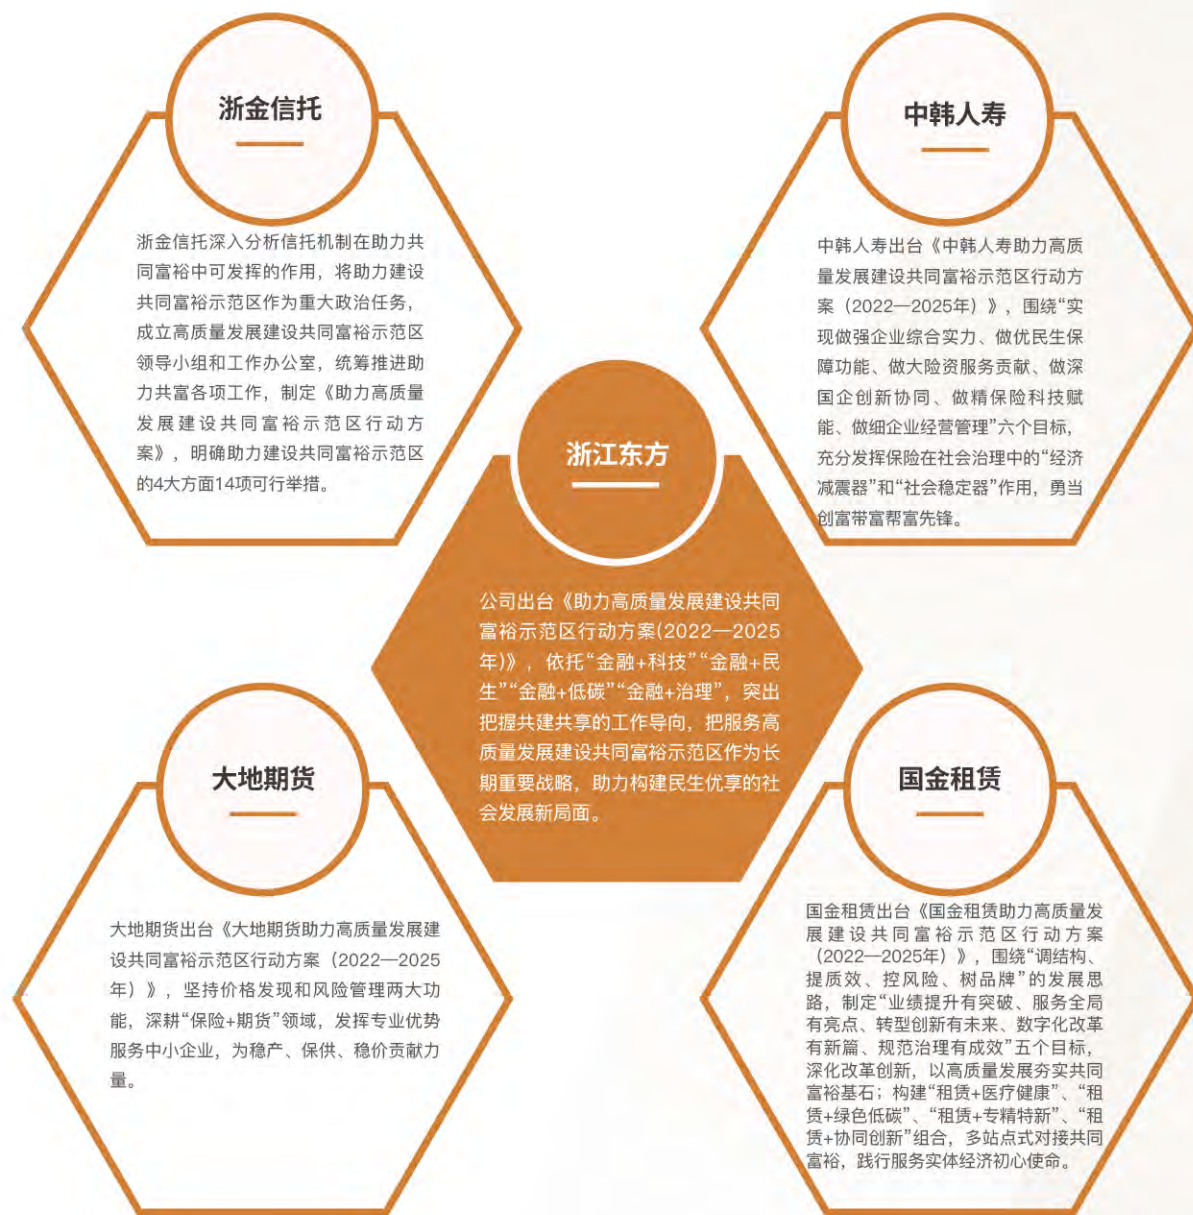 浙金信托
浙金信托深入分析信托机制在助力共
同富裕中可发挥的作用，将助力建设
共同富裕示范区作为重大政治任务，
成立高质量发展建设共同富裕示范区
领导小组和工作办公室，统筹推进助
力共富各项工作，制定《助力高质量
发展建设共同富裕示范区行动方
案》，明确助力建设共同富裕示范区
的4大方面14项可行举措。
中韩人寿
中韩人寿出台《中韩人寿助力高质
量发展建设共同富裕示范区行动方
案（2022—2025年）》，围绕“实
现做强企业综合实力、做优民生保
障功能、做大险资服务贡献、做深
国企创新协同、做精保险科技赋
能、做细企业经营管理”六个目标，
充分发挥保险在社会治理中的“经济
减震器”和“社会稳定器”作用，勇当
创富带富帮富先锋。
浙江东方
公司出台《助力高质量发展建设共同
富裕示范区行动方案(2022—2025
年)》，依托“金融+科技”“金融+民
生”“金融+低碳”“金融+治理”，突出
把握共建共享的工作导向，把服务高
质量发展建设共同富裕示范区作为长
期重要战略，助力构建民生优享的社
会发展新局面。
大地期货
大地期货出台《大地期货助力高质量发展建
设共同富裕示范区行动方案（2022—2025
年）》，坚持价格发现和风险管理两大功
能，深耕“保险+期货”领域，发挥专业优势
服务中小企业，为稳产、保供、稳价贡献力
量。
国金租赁
国金租赁出台《国金租赁助力高质量发
展建设共同富裕示范区行动方案
（2022—2025年）》，围绕“调结构、
提质效、控风险、树品牌”的发展思
路，制定“业绩提升有突破、服务全局
有亮点、转型创新有未来、数字化改革
有新篇、规范治理有成效”五个目标，
深化改革创新，以高质量发展夯实共同
富裕基石；构建“租赁+医疗健康”、“租
赁+绿色低碳”、“租赁+专精特新”、“租
赁+协同创新”组合，多站点式对接共同
富裕，践行服务实体经济初心使命。